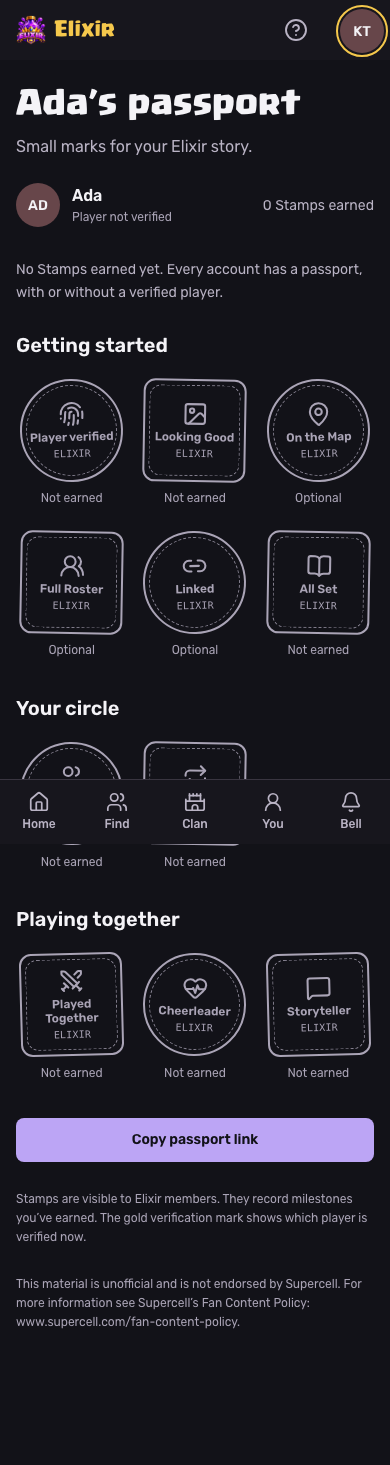 Elixir
KT
Ada's passport
Small marks for your Elixir story.
AD
Ada
Player not verified
0 Stamps earned
No Stamps earned yet. Every account has a passport,
with or without a verified player.
Getting started
Player verified
ELIXIR
Looking Good
ELIXIR
On the Map
ELIXIR
Not earned
Not earned
Optional
Full Roster
ELIXIR
Linked
ELIXIR
All Set
ELIXIR
Optional
Optional
Not earned
Your circle
Home
Find
Clan
You
Bell
Not earned
Not earned
Playing together
Played
Together
ELIXIR
Cheerleader
ELIXIR
Storyteller
ELIXIR
Not earned
Not earned
Not earned
Copy passport link
Stamps are visible to Elixir members. They record milestones
you've earned. The gold verification mark shows which player is
verified now.
This material is unofficial and is not endorsed by Supercell. For
more information see Supercell's Fan Content Policy:
www.supercell.com/fan-content-policy.